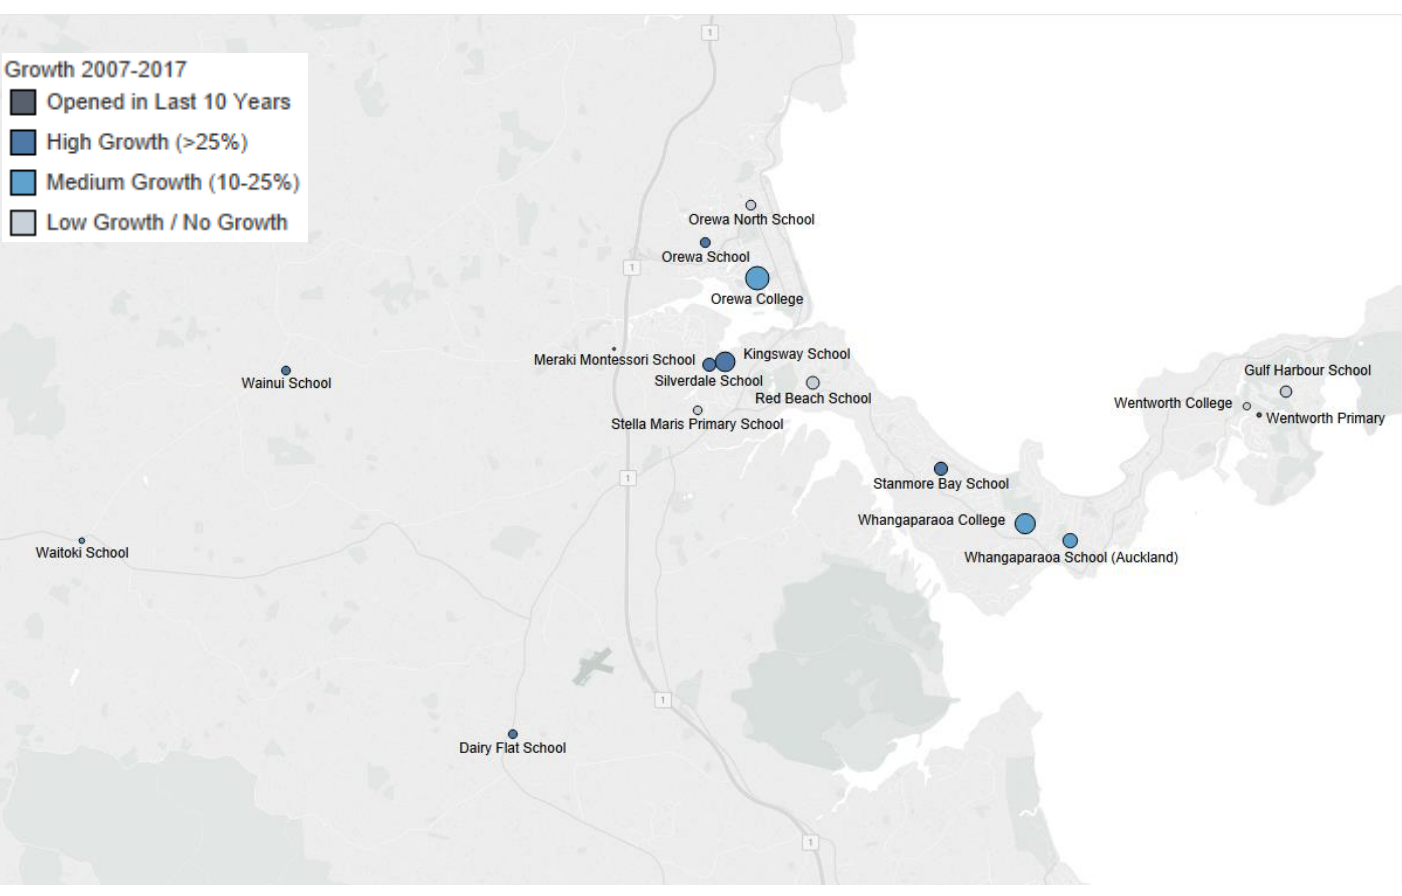 1
Growth 2007-2017
Opened in Last 10 Years
High Growth (>25%)
Medium Growth (10-25%)
Low Growth / No Growth
Orewa North School
Orewa School
1
Orewa College
Meraki Montessori School
Kingsway School
Silverdale School
Wainui School
Red Beach School
Gulf Harbour School
Wentworth College
Wentworth Primary
Stella Maris Primary School
1
Stanmore Bay School
Whangaparaoa College
Waitoki School
Whangaparaoa School (Auckland)
1
Dairy Flat School
1